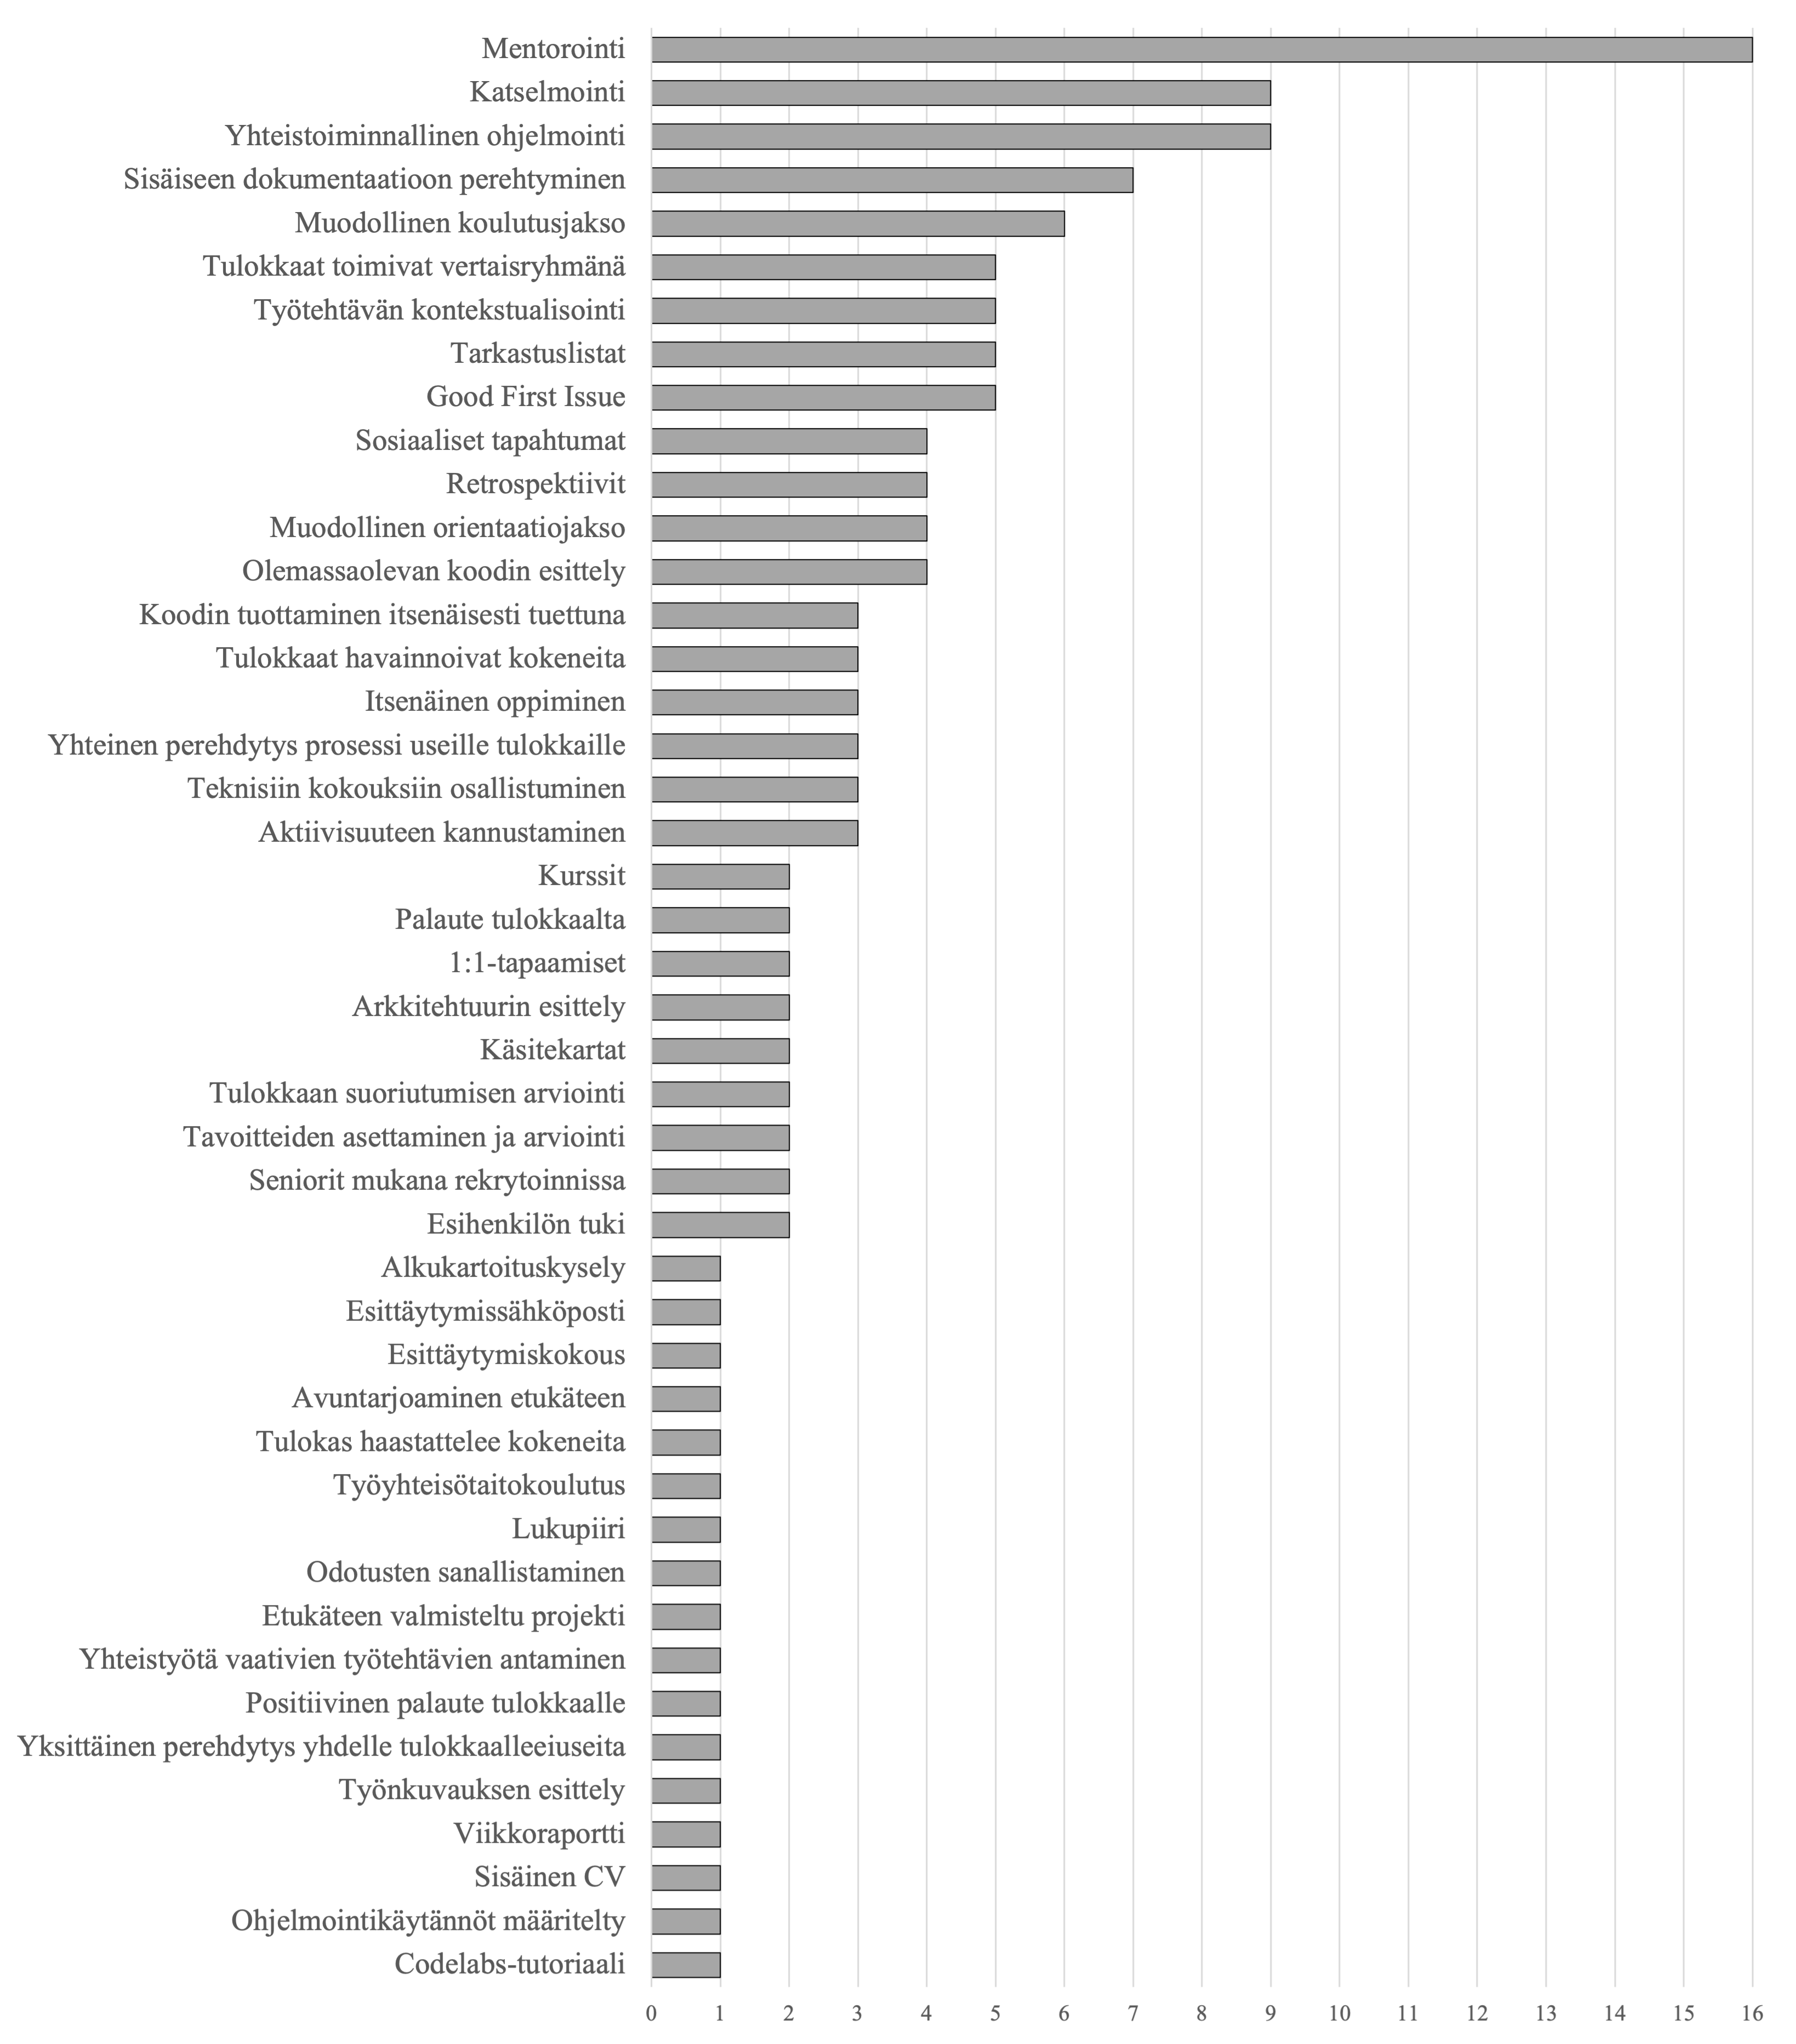 Mentorointi
Katselmointi
Yhteistoiminnallinen ohjelmointi
Sisäiseen dokumentaatioon perehtyminen
Muodollinen koulutusjakso
Tulokkaat toimivat vertaisryhmänä
Työtehtävän kontekstualisointi
Tarkastuslistat
Good First Issue
Sosiaaliset tapahtumat
Retrospektiivit
Muodollinen orientaatiojakso
Olemassaolevan koodin esittely
Koodin tuottaminen itsenäisesti tuettuna
Tulokkaat havainnoivat kokeneita
Itsenäinen oppiminen
Yhteinen perehdytys prosessi useille tulokkaille
Teknisiin kokouksiin osallistuminen
Aktiivisuuteen kannustaminen
Kurssit
Palaute tulokkaalta
1:1-tapaamiset
Arkkitehtuurin esittely
Käsitekartat
Tulokkaan suoriutumisen arviointi
Tavoitteiden asettaminen ja arviointi
Seniorit mukana rekrytoinnissa
Esihenkilön tuki
Alkukartoituskysely
Esittäytymissähköposti
Esittäytymiskokous
Avuntarjoaminen etukäteen
Tulokas haastattelee kokeneita
Työyhteisötaitokoulutus
Lukupiiri
Odotusten sanallistaminen
Etukäteen valmisteltu projekti
Yhteistyötä vaativien työtehtävien antaminen
Positiivinen palaute tulokkaalle
Yksittäinen perehdytys yhdelle tulokkaalleeiuseita
Työnkuvauksen esittely
Viikkoraportti
Sisäinen CV
Ohjelmointikäytännöt määritelty
Codelabs-tutoriaali
0 1 2 3 4 5 6 7 8 9 10 11 12 13 14 15 16